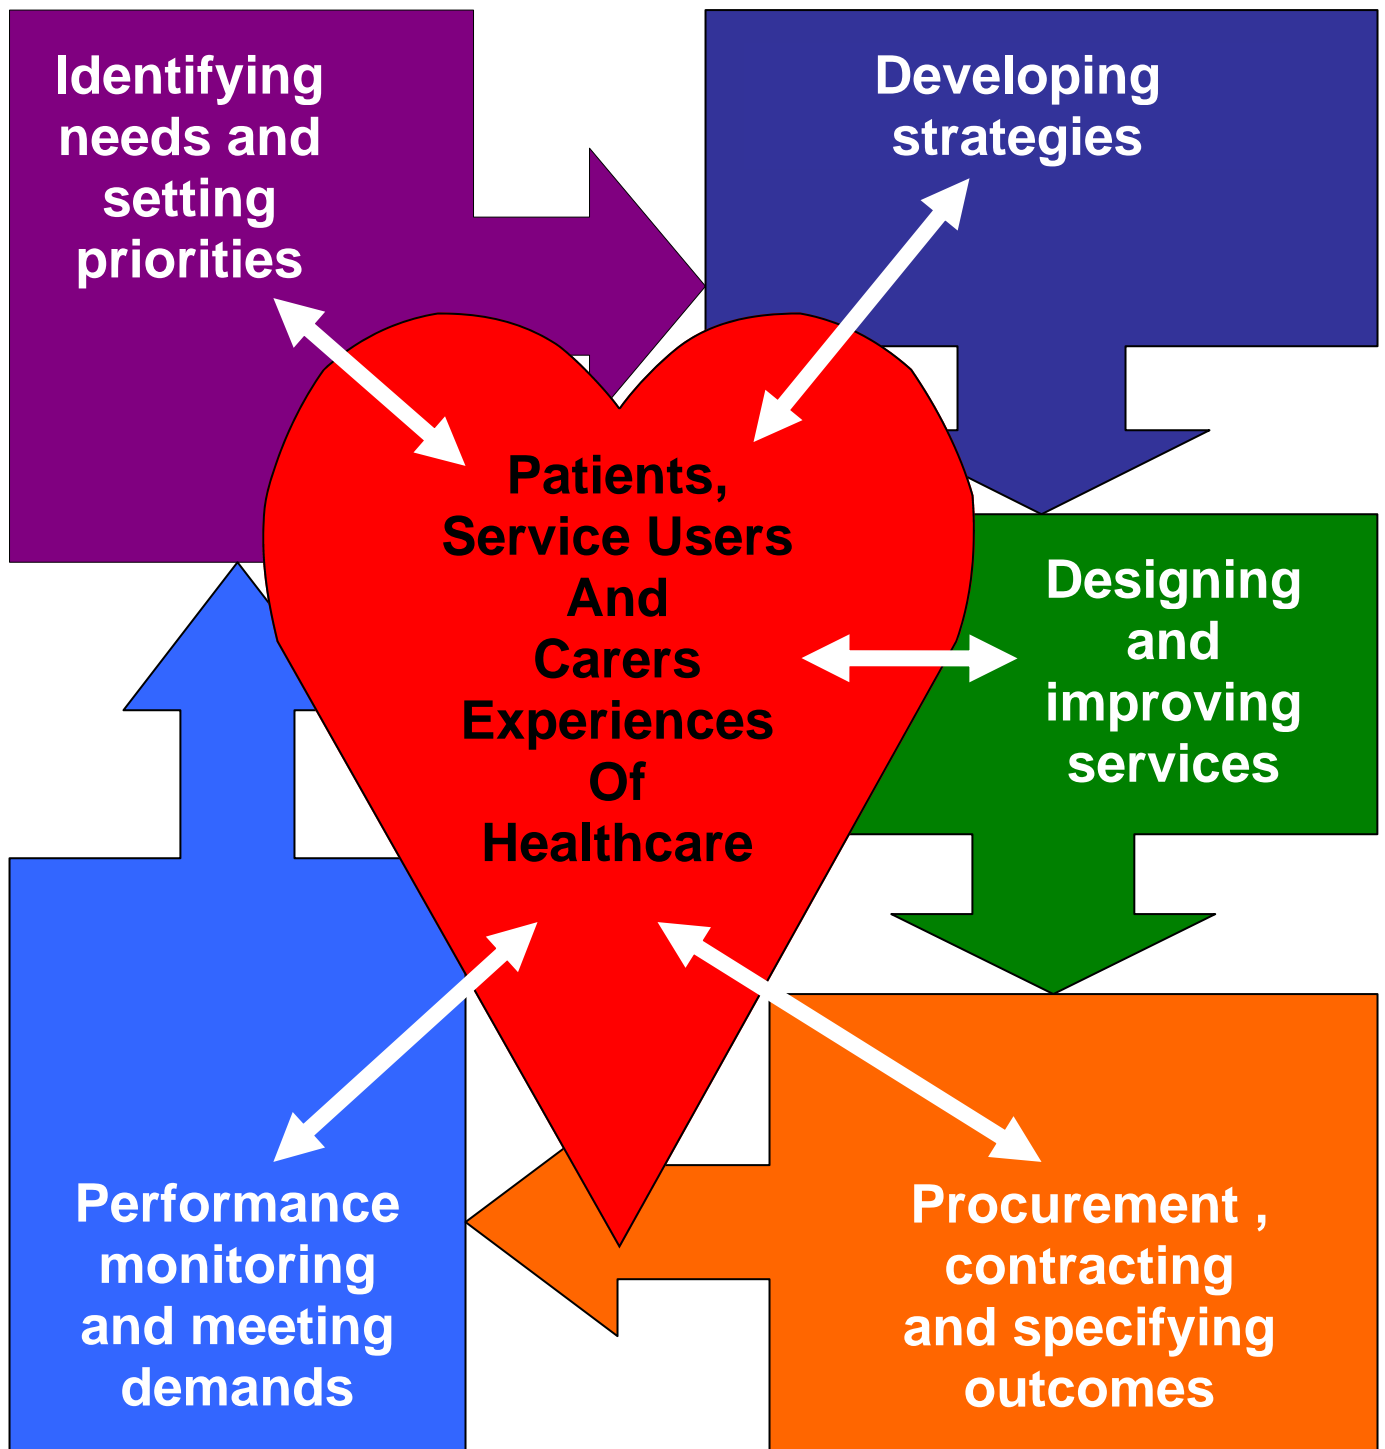 Identifying
needs and
setting
priorities
Developing
strategies
Patients,
Service Users
And
Carers
Experiences
Of
Healthcare
Designing
and
improving
services
Performance
monitoring
and meeting
demands
Procurement ,
contracting
and specifying
outcomes